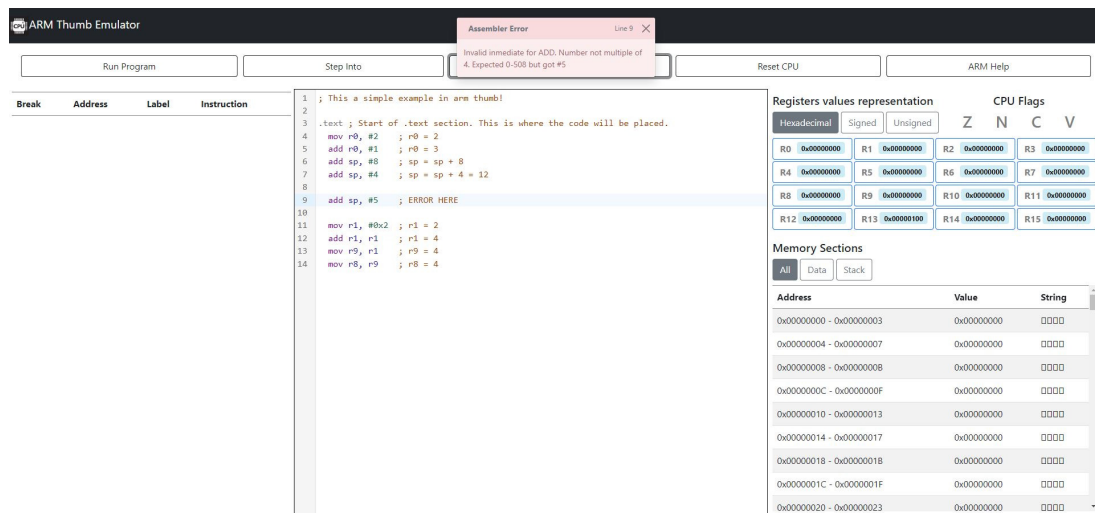 CPU ARM Thumb Emulator
Assembler Error Line 9
Invalid inmediate for ADD. Number not multiple of
4. Expected 0-508 but got #5
Run Program Step Into Reset CPU ARM Help
Break Address Label Instruction
1 ; This a simple example in arm thumb!
2
3 .text ; Start of .text section. This is where the code will be placed.
4 mov r0, #2 ; r0 = 2
5 add r0, #1 ; r0 = 3
6 add sp, #8 ; sp = sp + 8
7 add sp, #4 ; sp = sp + 4 = 12
8
9 add sp, #5 ; ERROR HERE
10
11 mov r1, #0x2 ; r1 = 2
12 add r1, r1 ; r1 = 4
13 mov r9, r1 ; r9 = 4
14 mov r8, r9 ; r8 = 4
Registers values representation CPU Flags
Hexadecimal Signed Unsigned Z N C V
R0 0x00000000 R1 0x00000000 R2 0x00000000 R3 0x00000000
R4 0x00000000 R5 0x00000000 R6 0x00000000 R7 0x00000000
R8 0x00000000 R9 0x00000000 R10 0x00000000 R11 0x00000000
R12 0x00000000 R13 0x00000100 R14 0x00000000 R15 0x00000000
Memory Sections
All Data Stack
Address Value String
0x00000000 - 0x00000003 0x00000000 □□□□
0x00000004 - 0x00000007 0x00000000 □□□□
0x00000008 - 0x0000000B 0x00000000 □□□□
0x0000000C - 0x0000000F 0x00000000 □□□□
0x00000010 - 0x00000013 0x00000000 □□□□
0x00000014 - 0x00000017 0x00000000 □□□□
0x00000018 - 0x0000001B 0x00000000 □□□□
0x0000001C - 0x0000001F 0x00000000 □□□□
0x00000020 - 0x00000023 0x00000000 □□□□